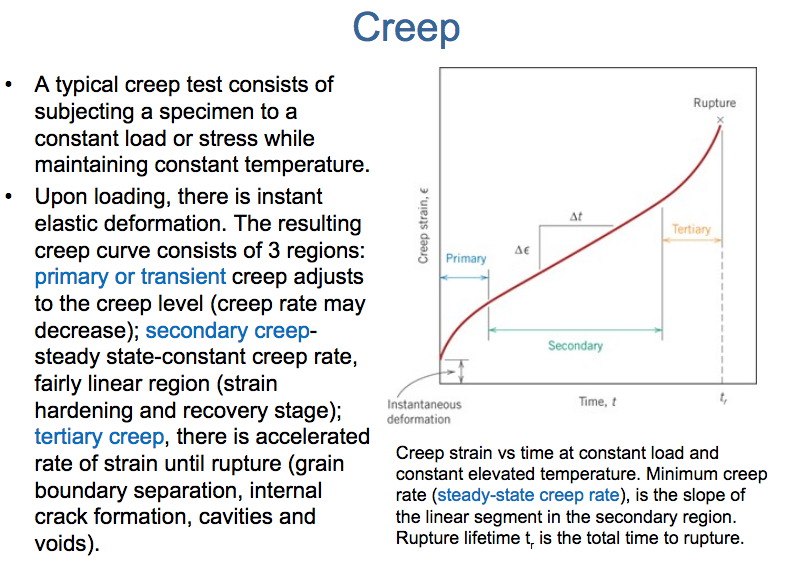 Creep
• A typical creep test consists of
subjecting a specimen to a
constant load or stress while
maintaining constant temperature.
• Upon loading, there is instant
elastic deformation. The resulting
creep curve consists of 3 regions:
primary or transient creep adjusts
to the creep level (creep rate may
decrease); secondary creep-
steady state-constant creep rate,
fairly linear region (strain
hardening and recovery stage);
tertiary creep, there is accelerated
rate of strain until rupture (grain
boundary separation, internal
crack formation, cavities and
voids).
Rupture
×
Creep strain, ϵ
Δt
Δϵ
Primary
Tertiary
Secondary
Instantaneous
deformation
Time, t
tᵣ
Creep strain vs time at constant load and
constant elevated temperature. Minimum creep
rate (steady-state creep rate), is the slope of
the linear segment in the secondary region.
Rupture lifetime tᵣ is the total time to rupture.